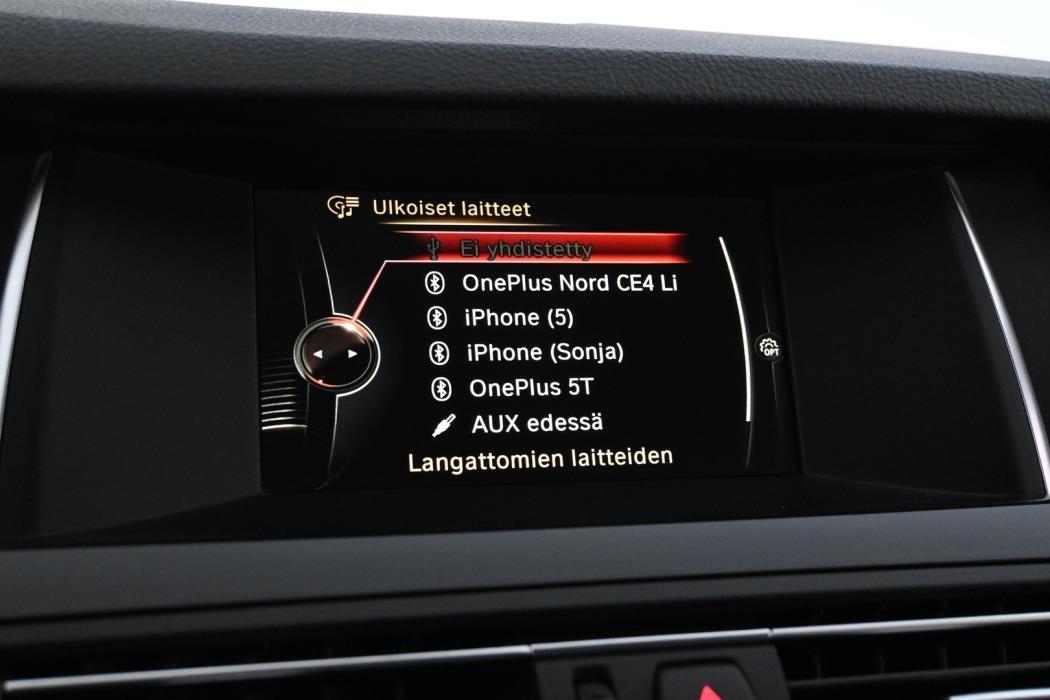 Ulkoiset laitteet
Ei yhdistetty
OnePlus Nord CE4 Li
iPhone (5)
iPhone (Sonja)
OnePlus 5T
AUX edessä
Langattomien laitteiden
OPT